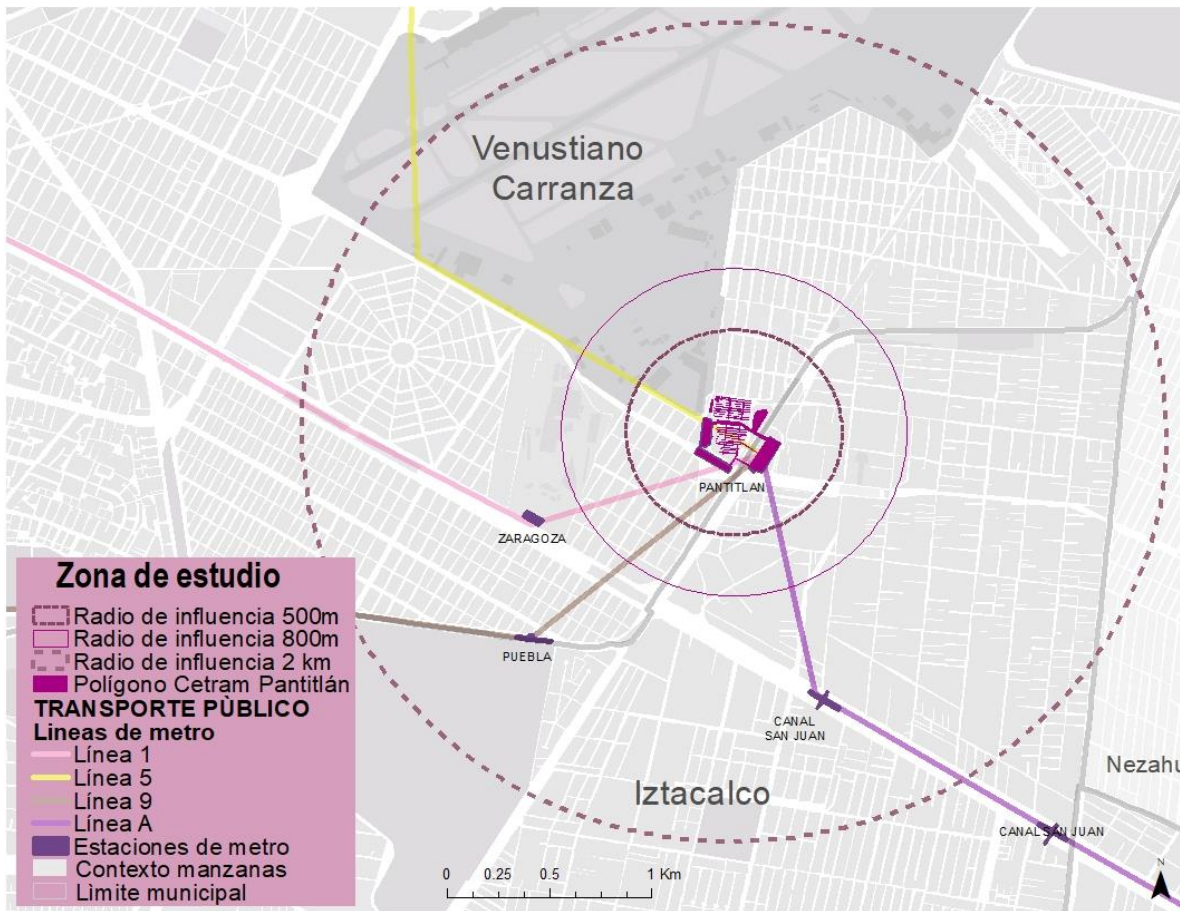 Venustiano
Carranza
PANTITLAN
ZARAGOZA
PUEBLA
CANAL
SAN JUAN
Iztacalco
Nezahu
CANAL SAN JUAN
Zona de estudio
Radio de influencia 500m
Radio de influencia 800m
Radio de influencia 2 km
Polígono Cetram Pantitlán
TRANSPORTE PÙBLICO
Lineas de metro
Línea 1
Línea 5
Línea 9
Línea A
Estaciones de metro
Contexto manzanas
Lìmite municipal
0 0.25 0.5 1 Km
N